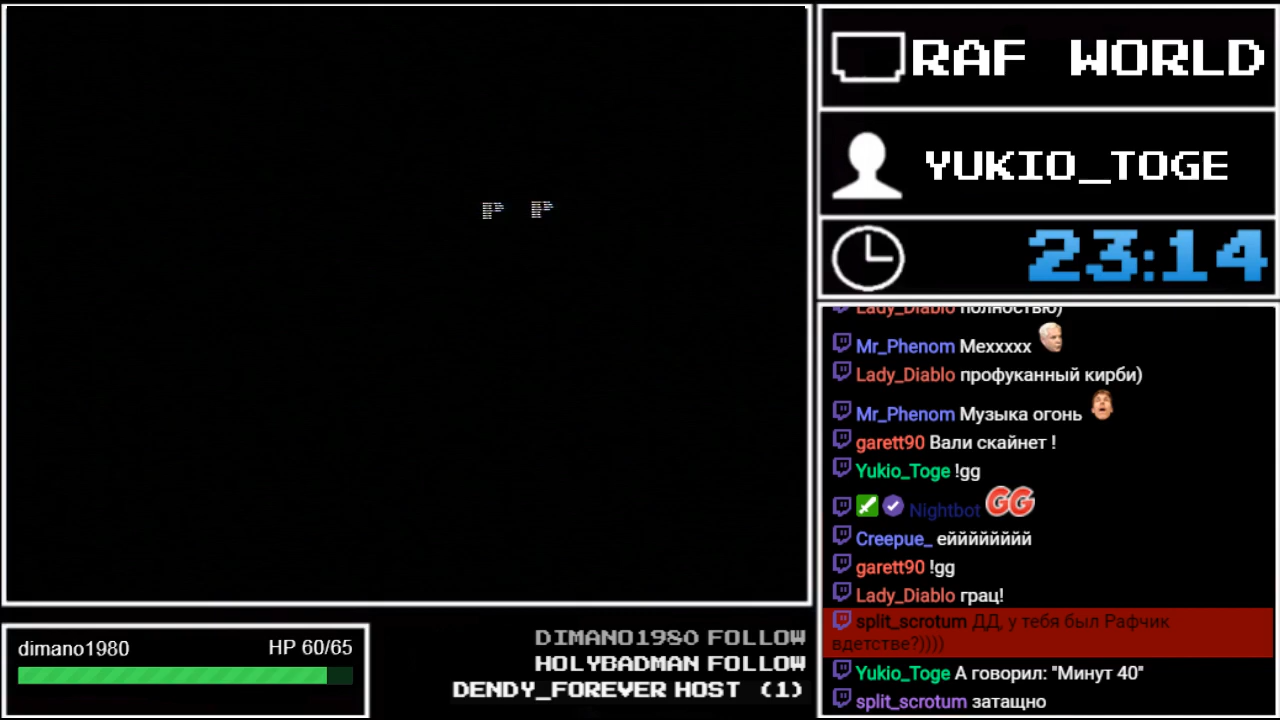 P P
RAF WORLD
YUKIO_TOGE
23:14
Lady_Diablo полностью)
Mr_Phenom Мехxxxx
Lady_Diablo профуканный кирби)
Mr_Phenom Музыка огонь
garett90 Вали скайнет !
Yukio_Toge !gg
Nightbot GG
Creepue_ еййййййй
garett90 !gg
Lady_Diablo грац!
split_scrotum ДД, у тебя был Рафчик
вдетстве?))))
Yukio_Toge А говорил: "Минут 40"
split_scrotum затащно
dimano1980 HP 60/65
DIMANO1980 FOLLOW
HOLYBADMAN FOLLOW
DENDY_FOREVER HOST (1)